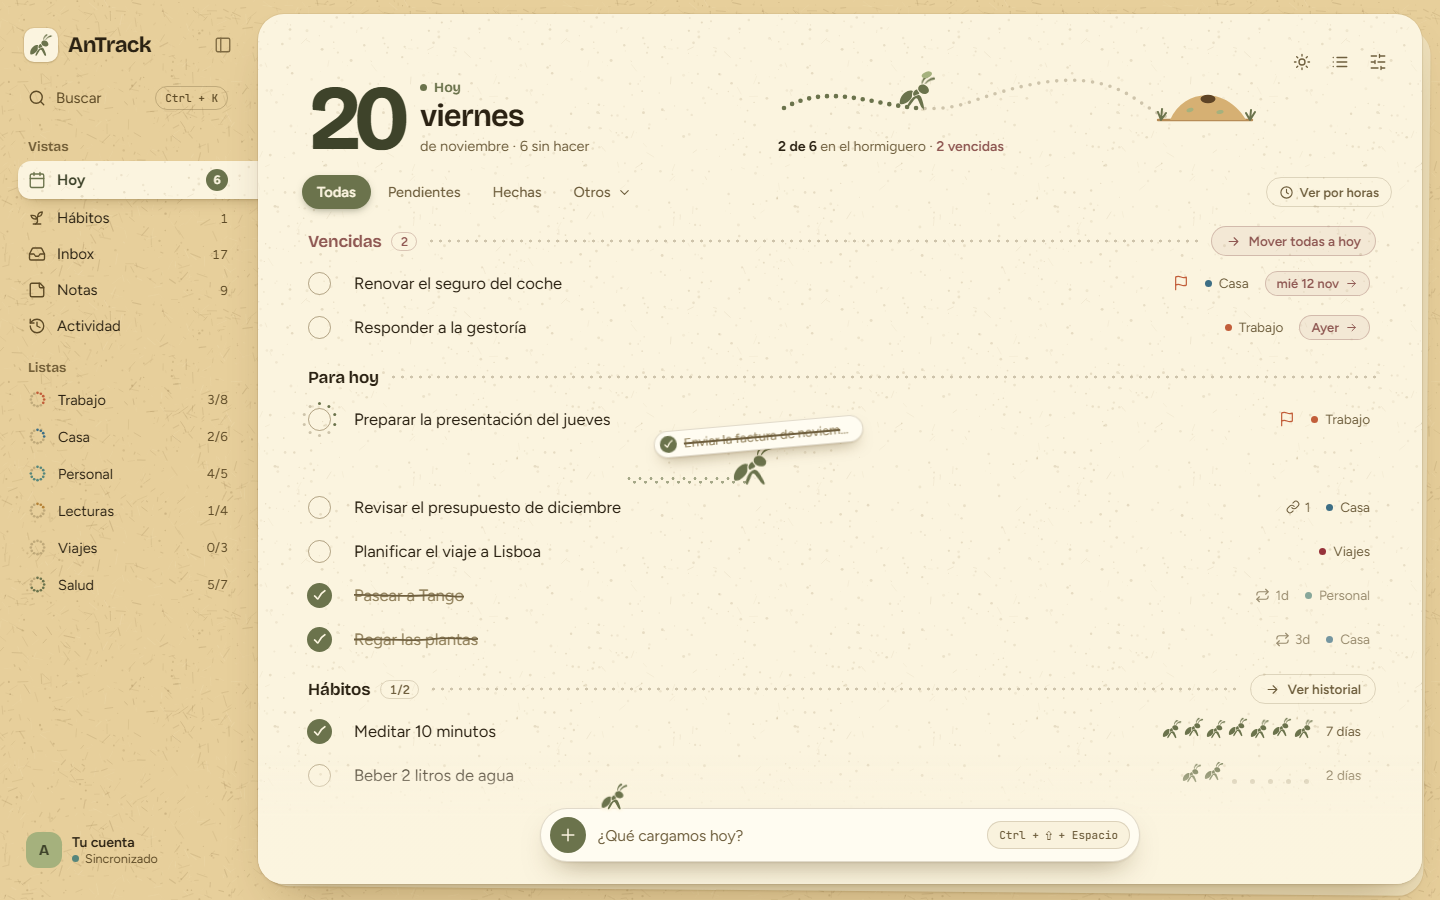 AnTrack
Buscar
Ctrl + K
Vistas
Hoy 6
Hábitos 1
Inbox 17
Notas 9
Actividad
Listas
Trabajo 3/8
Casa 2/6
Personal 4/5
Lecturas 1/4
Viajes 0/3
Salud 5/7
A
Tu cuenta
Sincronizado
20
Hoy
viernes
de noviembre · 6 sin hacer
2 de 6 en el hormiguero · 2 vencidas
Todas Pendientes Hechas Otros
Ver por horas
Vencidas 2
Mover todas a hoy
Renovar el seguro del coche Casa mié 12 nov
Responder a la gestoría Trabajo Ayer
Para hoy
Preparar la presentación del jueves Trabajo
Enviar la factura de noviem...
Revisar el presupuesto de diciembre 1 Casa
Planificar el viaje a Lisboa Viajes
Pasear a Tango 1d Personal
Regar las plantas 3d Casa
Hábitos 1/2 Ver historial
Meditar 10 minutos 7 días
Beber 2 litros de agua 2 días
¿Qué cargamos hoy? Ctrl + ⇧ + Espacio